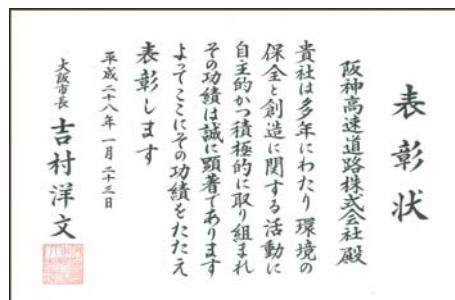 表彰状
阪神高速道路株式会社殿
貴社は多年にわたり環境の
保全と創造に関する活動に
自主的かつ積極的に取り組まれ
その功績は誠に顕著であります
よってここにその功績をたたえ
表彰します
平成二十八年一月二十三日
大阪市長 吉村洋文